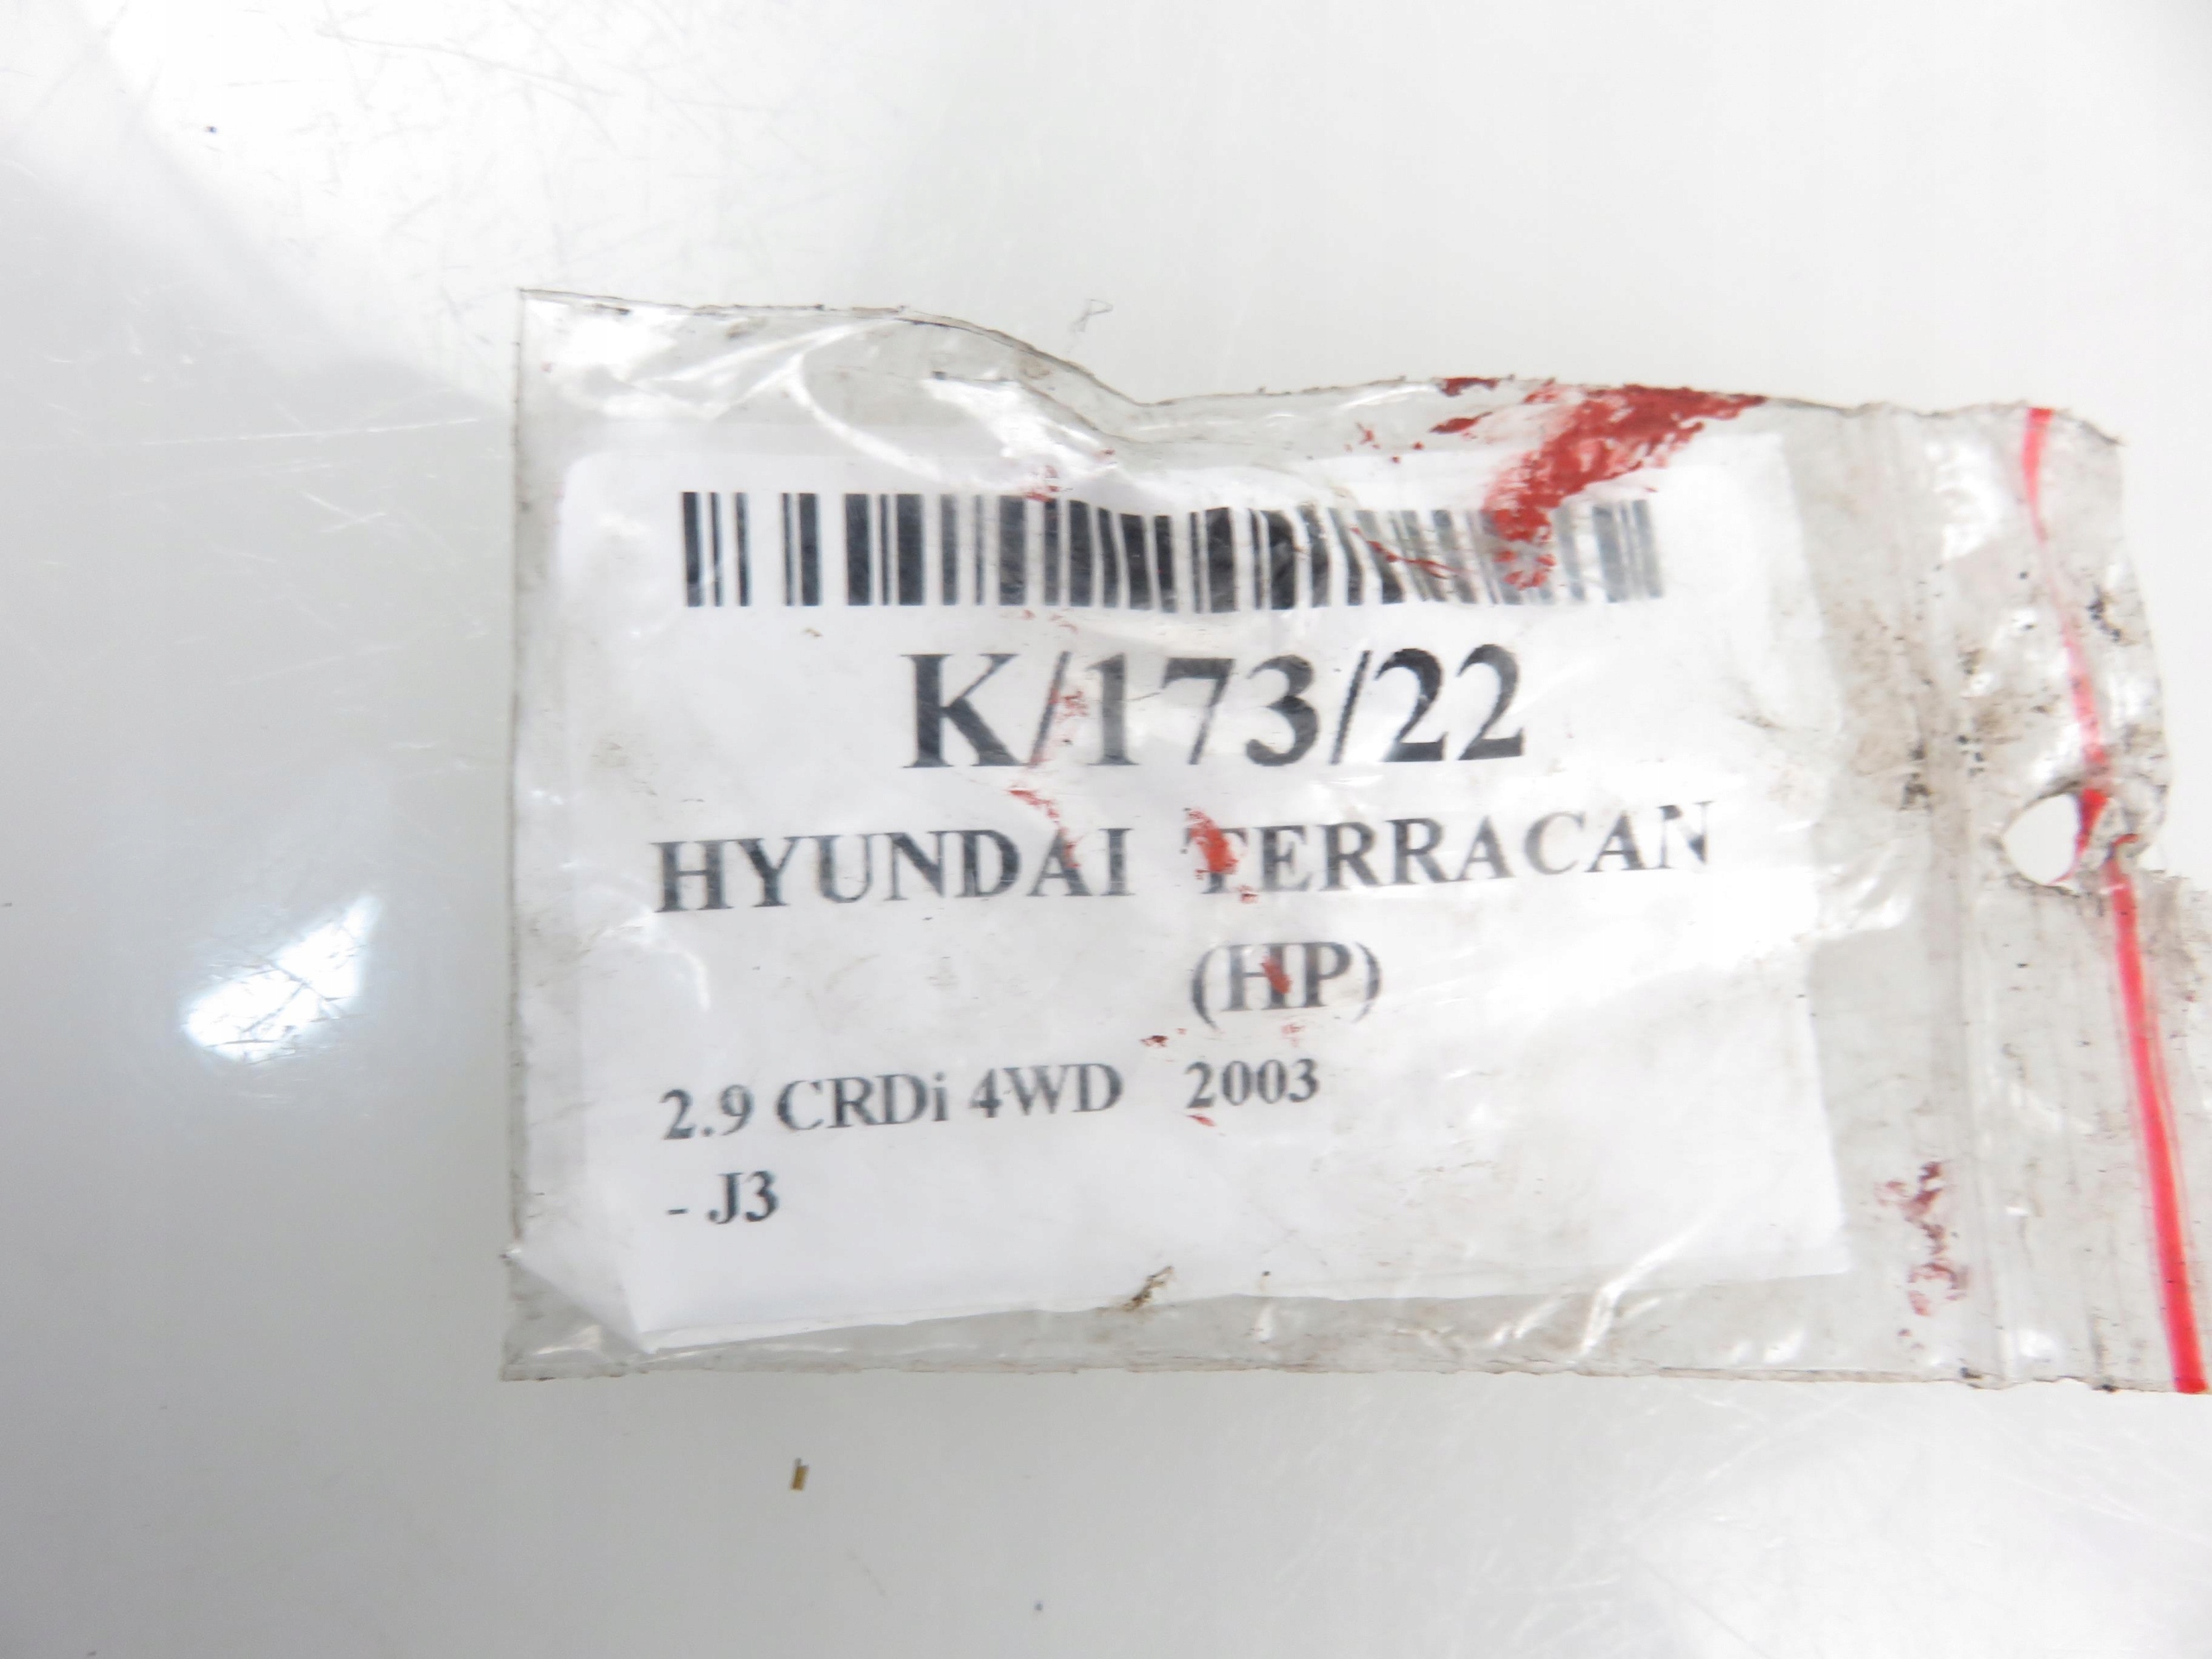 K/173/22
HYUNDAI TERRACAN
(HP)
2.9 CRDi 4WD 2003
- J3